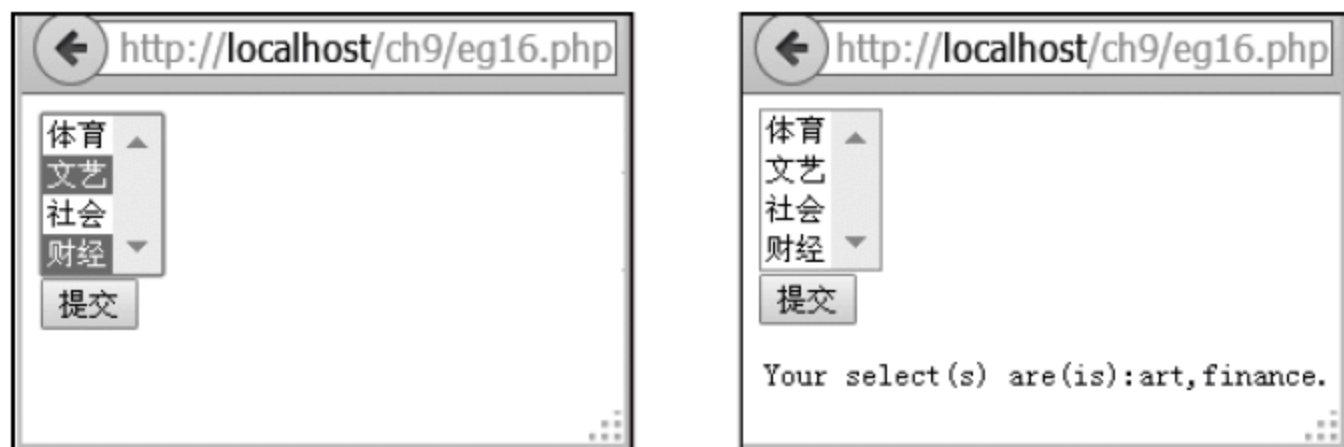 http://localhost/ch9/eg16.php
体育
文艺
社会
财经
提交
http://localhost/ch9/eg16.php
体育
文艺
社会
财经
提交
Your select(s) are(is):art,finance.